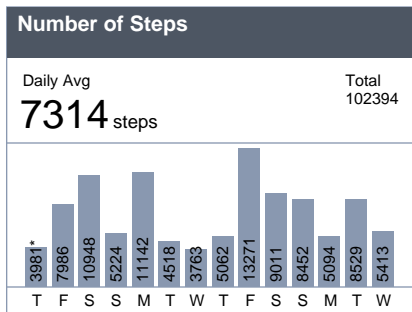 Number of Steps
Daily Avg
7314 steps
Total
102394
3981* 7986 10948 5224 11142 4518 3763 5062 13271 9011 8452 5094 8529 5413
T F S S M T W T F S S M T W